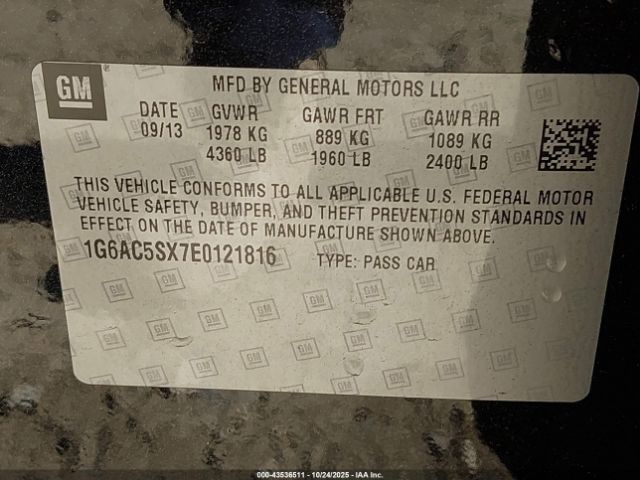 GM
MFD BY GENERAL MOTORS LLC
DATE GVWR GAWR FRT GAWR RR
09/13 1978 KG 889 KG 1089 KG
4360 LB 1960 LB 2400 LB
THIS VEHICLE CONFORMS TO ALL APPLICABLE U.S. FEDERAL MOTOR
VEHICLE SAFETY, BUMPER, AND THEFT PREVENTION STANDARDS IN
EFFECT ON THE DATE OF MANUFACTURE SHOWN ABOVE.
1G6AC5SX7E0121816 TYPE: PASS CAR
000-43536511 - 10/24/2025 - IAA Inc.